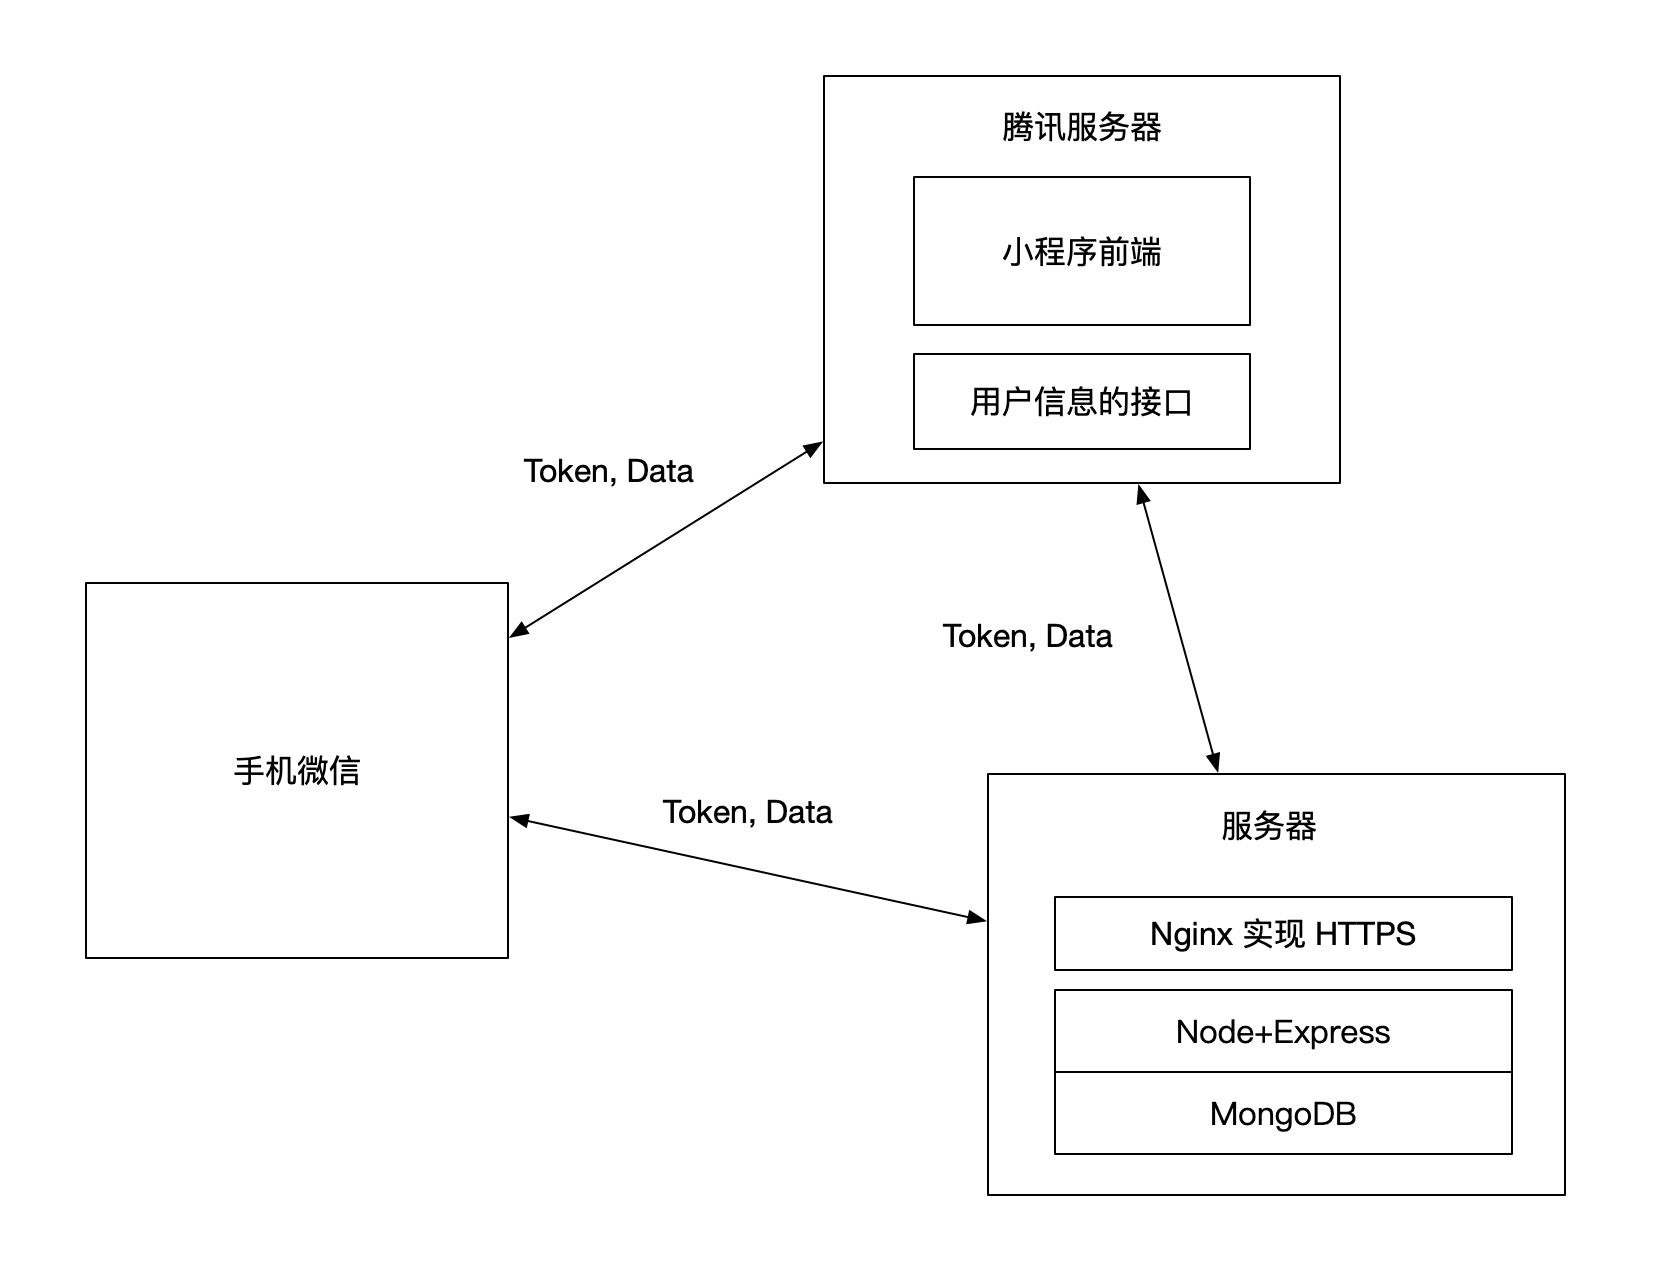 腾讯服务器
小程序前端
用户信息的接口
Token, Data
Token, Data
手机微信
Token, Data
服务器
Nginx 实现 HTTPS
Node+Express
MongoDB